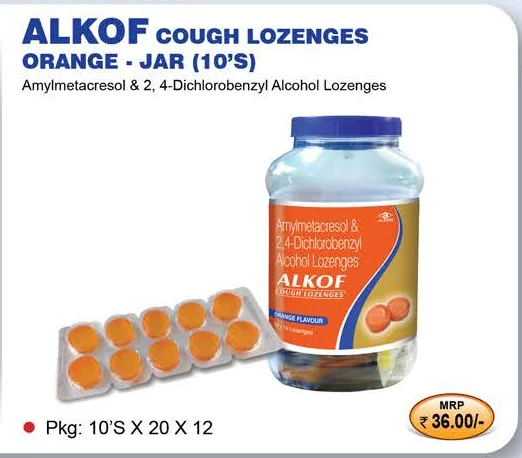 ALKOF COUGH LOZENGES
ORANGE - JAR (10'S)
Amylmetacresol & 2, 4-Dichlorobenzyl Alcohol Lozenges
Amylmetacresol &
2,4-Dichlorobenzyl
Alcohol Lozenges
ALKOF
COUGH LOZENGES
ORANGE FLAVOUR
Lozenges
Pkg: 10'S X 20 X 12
MRP
₹ 36.00/-